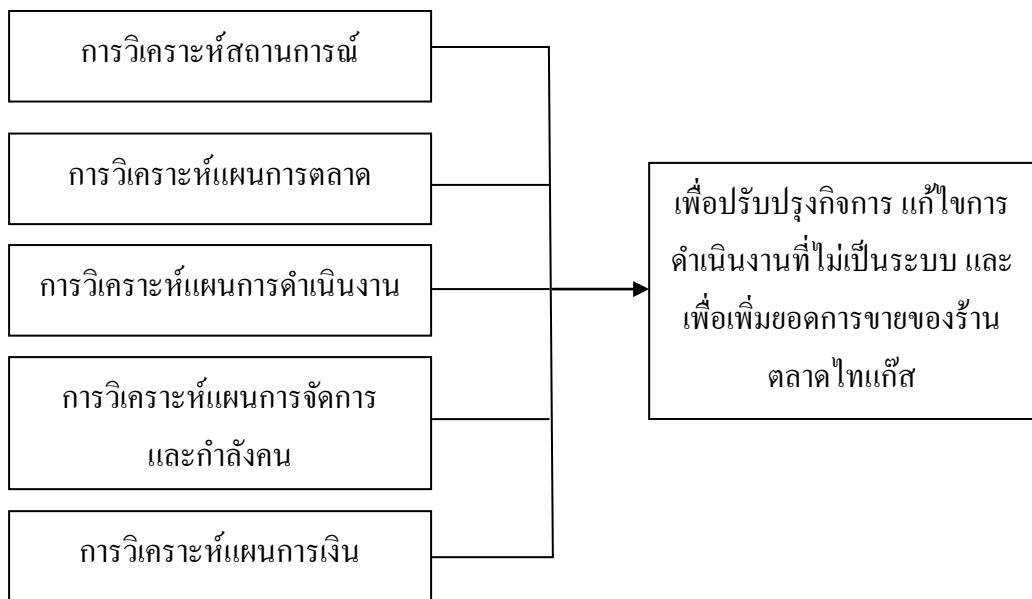 การวิเคราะห์สถานการณ์
การวิเคราะห์แผนการตลาด
การวิเคราะห์แผนการดำเนินงาน
การวิเคราะห์แผนการจัดการ
และกำลังคน
การวิเคราะห์แผนการเงิน
เพื่อปรับปรุงกิจการ แก้ไขการ
ดำเนินงานที่ไม่เป็นระบบ และ
เพื่อเพิ่มยอดการขายของร้าน
ตลาดไทแก๊ส